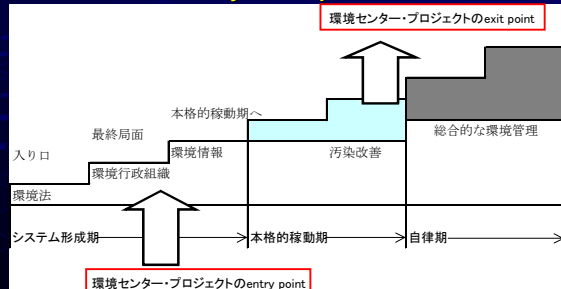 環境センター・プロジェクトのexit point
本格的稼動期へ
最終局面
総合的な環境管理
入り口
環境情報
汚染改善
環境行政組織
環境法
システム形成期
本格的稼動期
自律期
環境センター・プロジェクトのentry point